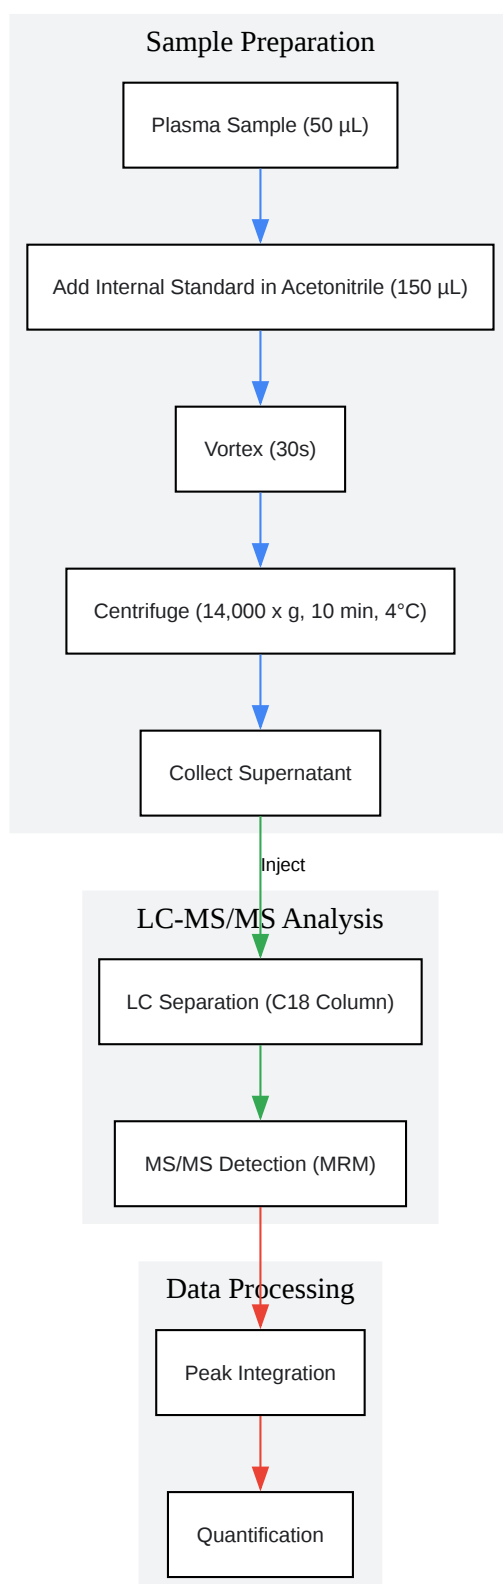 Sample Preparation
Plasma Sample (50 µL)
Add Internal Standard in Acetonitrile (150 µL)
Vortex (30s)
Centrifuge (14,000 x g, 10 min, 4°C)
Collect Supernatant
Inject
LC-MS/MS Analysis
LC Separation (C18 Column)
MS/MS Detection (MRM)
Data Processing
Peak Integration
Quantification